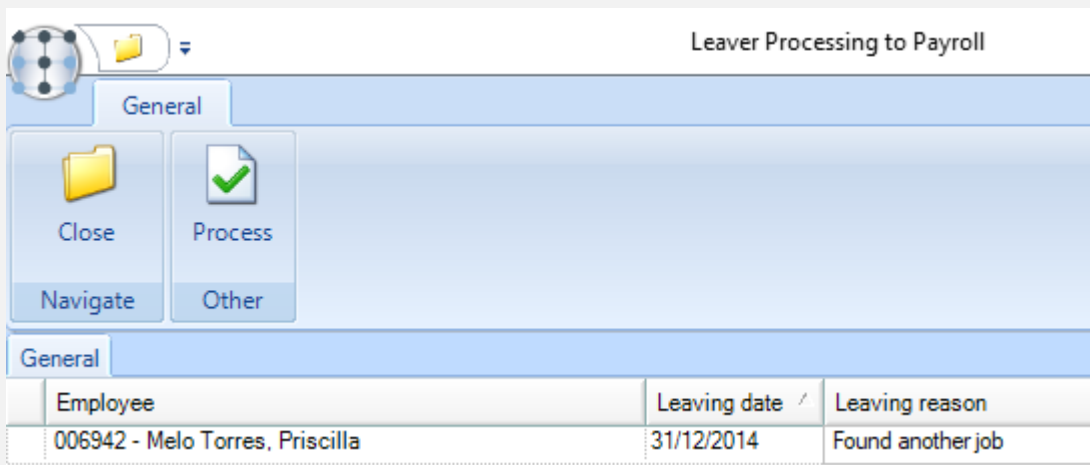 Leaver Processing to Payroll
General
Close
Process
Navigate
Other
General
Employee Leaving date Leaving reason
006942 - Melo Torres, Priscilla 31/12/2014 Found another job